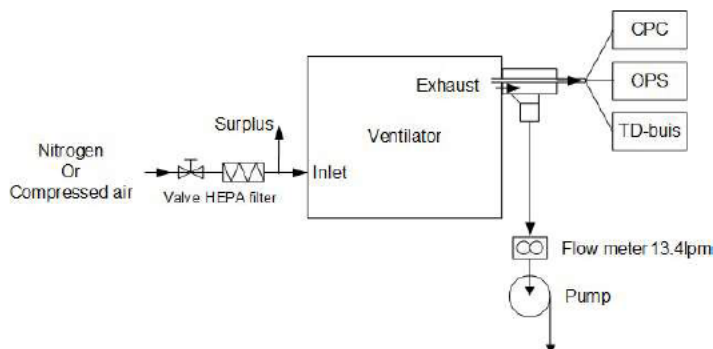 CPC
OPS
TD-buis
Exhaust
Ventilator
Surplus
Inlet
Nitrogen
Or
Compressed air
Valve HEPA filter
Flow meter 13.4lpm
Pump